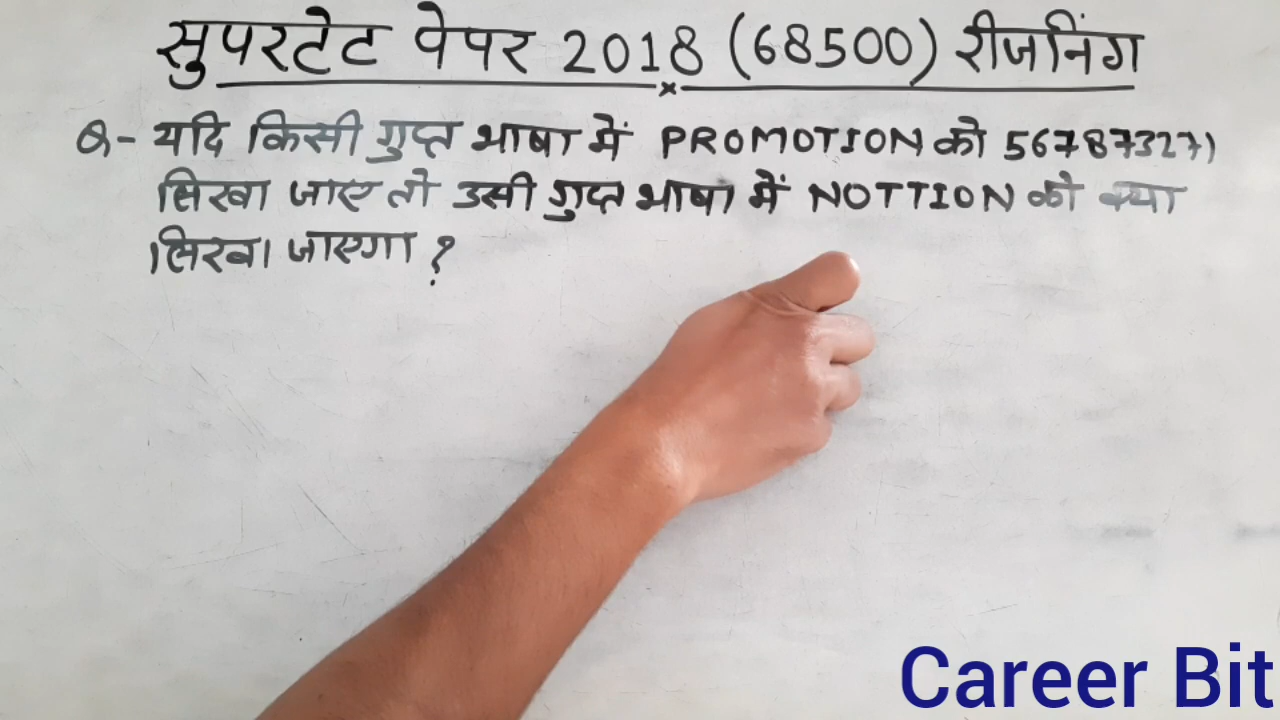 सुपरटेट पेपर 2018 (68500) रीजनिंग
Q- यदि किसी गुप्त भाषा में PROMOTION को 567873271
लिखा जाए तो उसी गुप्त भाषा में NOTTION को क्या
लिखा जाएगा ?
Career Bit